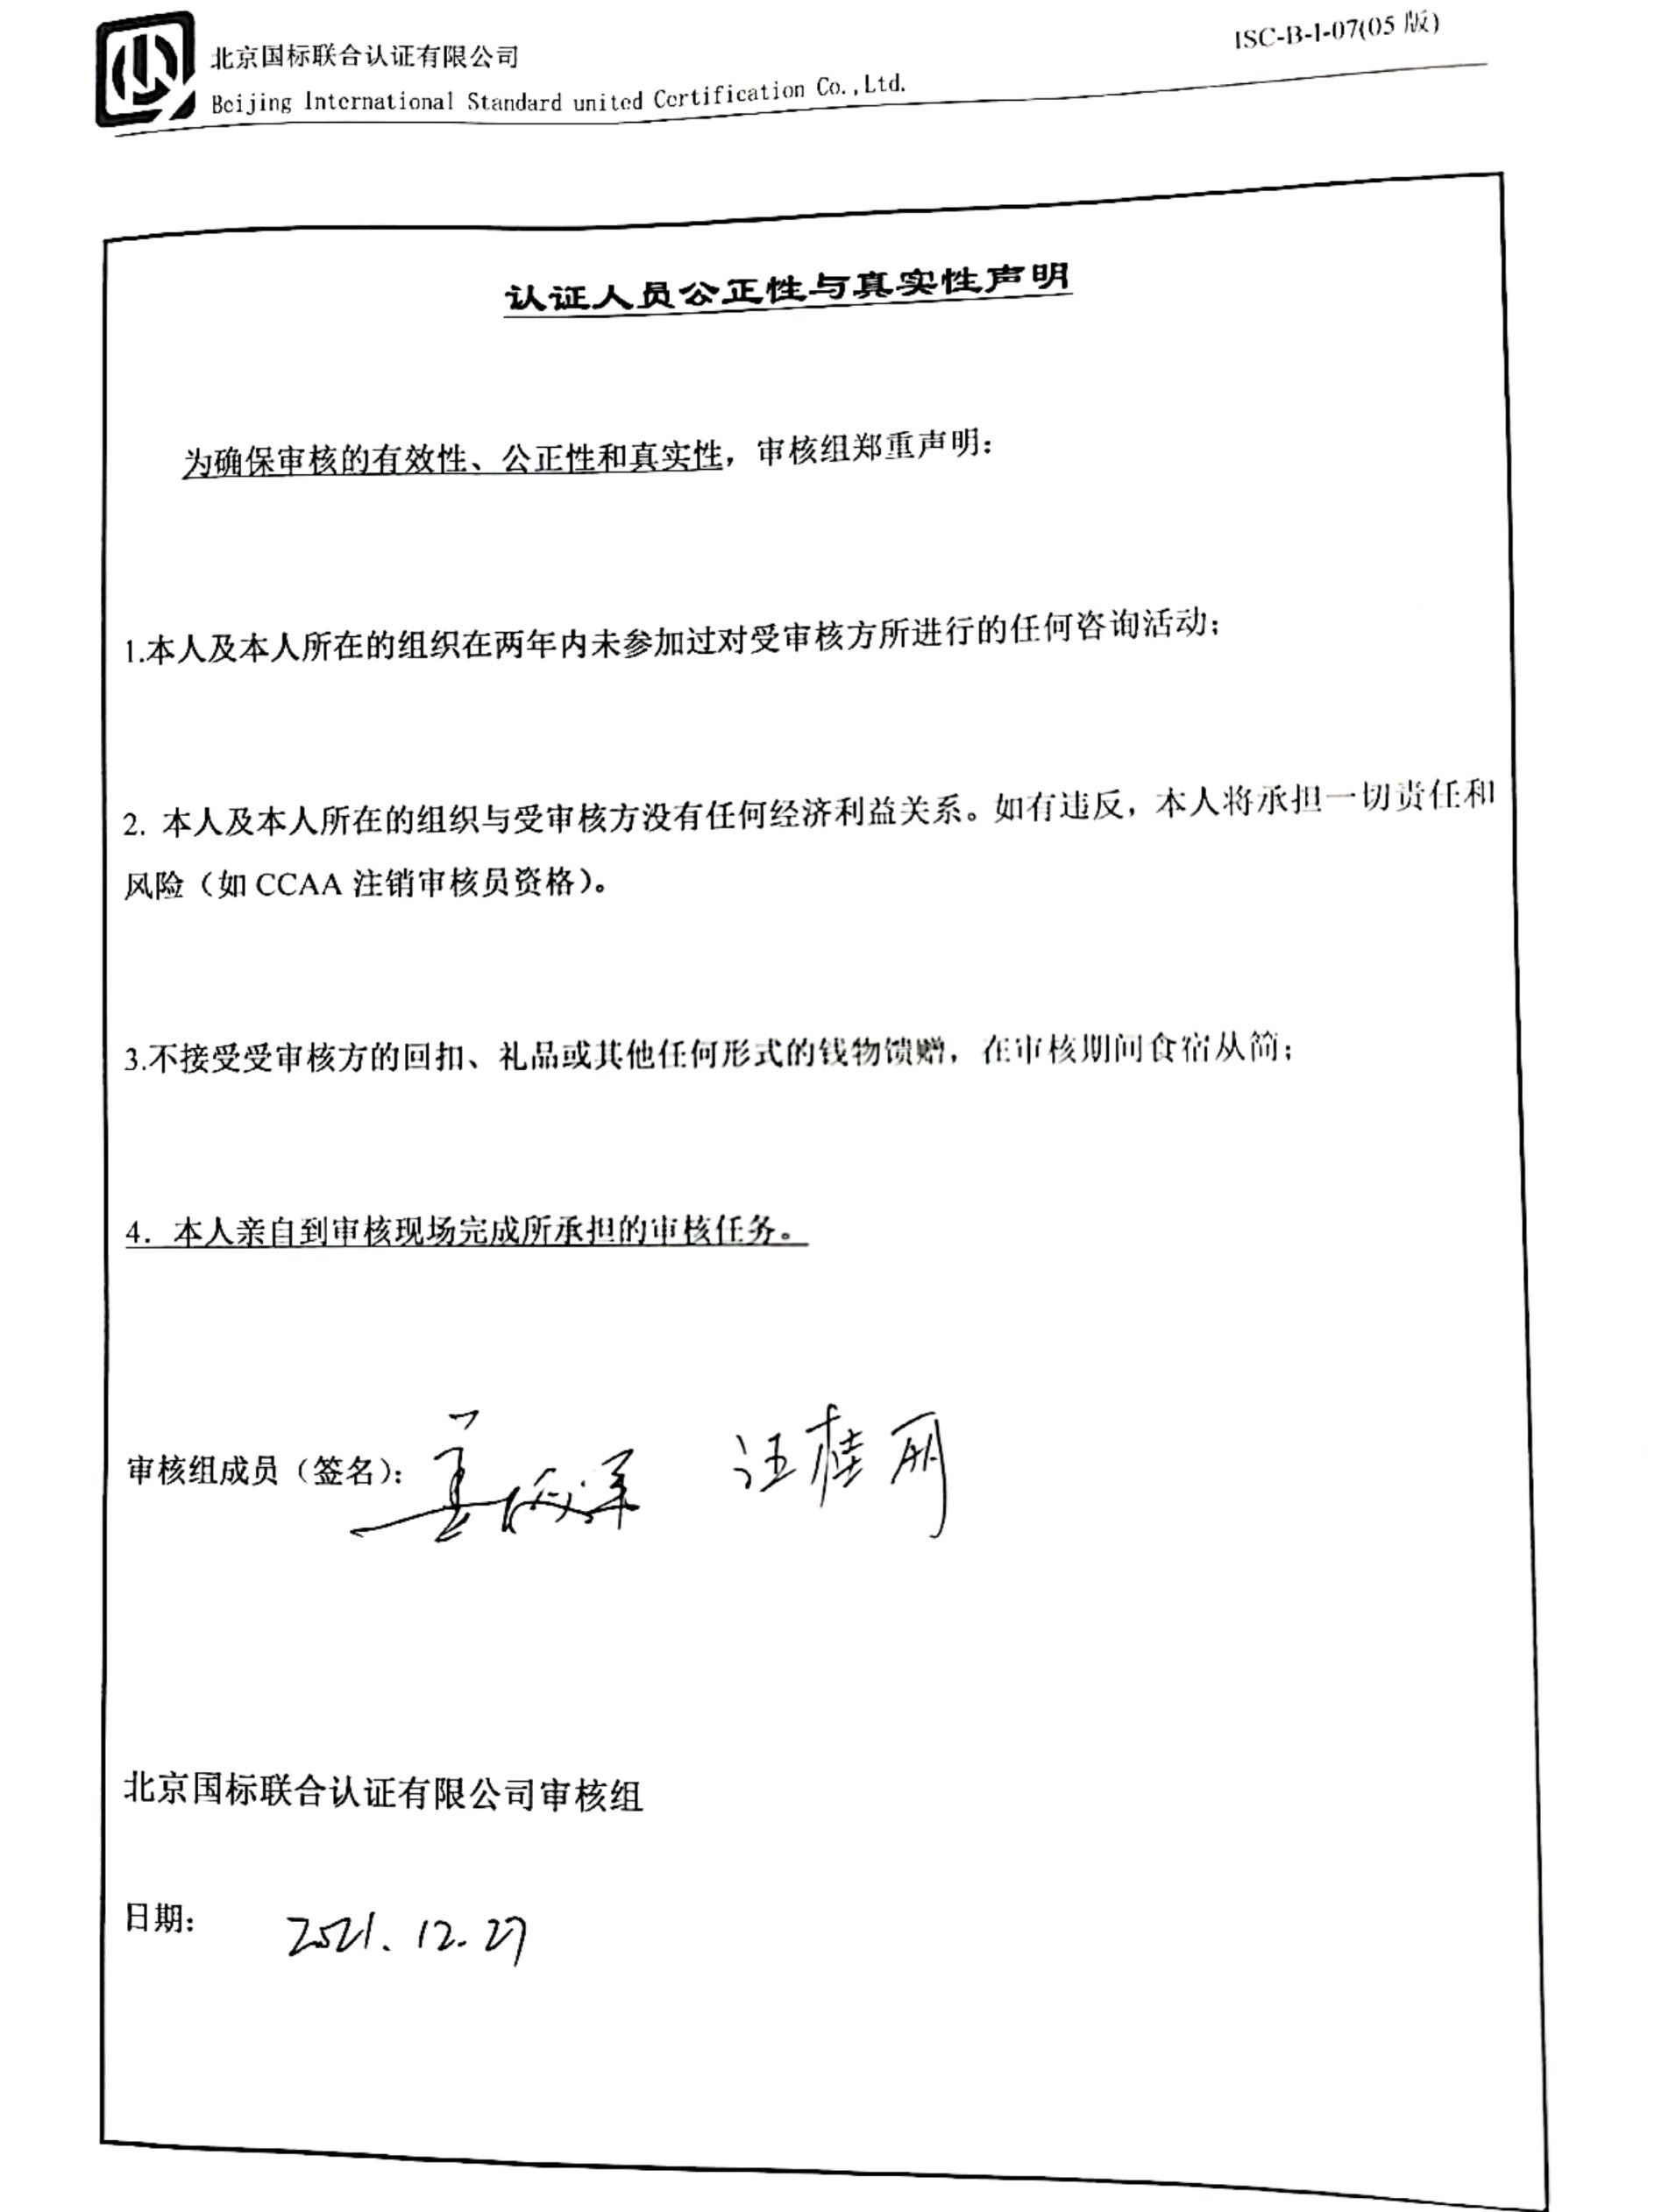 北京国标联合认证有限公司
ISC-B-I-07(05 版)
Beijing International Standard united Certification Co.,Ltd.
认证人员公正性与真实性声明
为确保审核的有效性、公正性和真实性，审核组郑重声明：
1.本人及本人所在的组织在两年内未参加过对受审核方所进行的任何咨询活动；
2. 本人及本人所在的组织与受审核方没有任何经济利益关系。如有违反，本人将承担一切责任和
风险（如 CCAA 注销审核员资格）。
3.不接受受审核方的回扣、礼品或其他任何形式的钱物馈赠，在审核期间食宿从简；
4. 本人亲自到审核现场完成所承担的审核任务。
审核组成员（签名）： 汪桂丽
北京国标联合认证有限公司审核组
日期： 2021.12.27